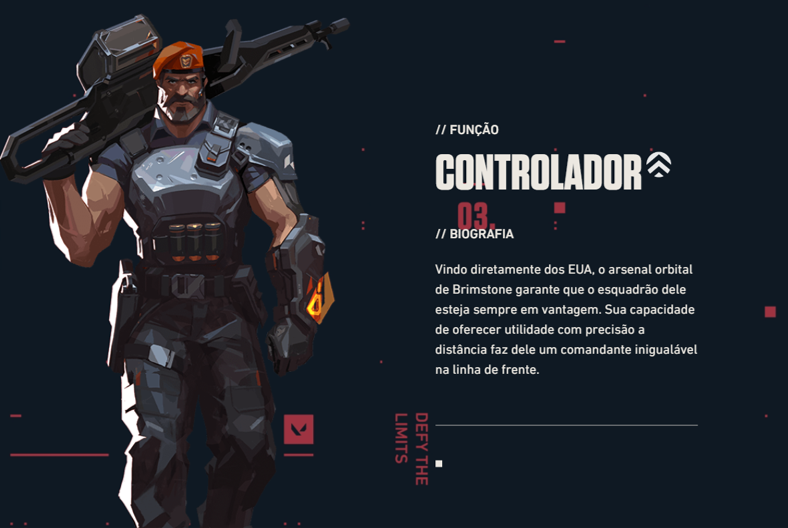 // FUNÇÃO
CONTROLADOR
03.
// BIOGRAFIA
Vindo diretamente dos EUA, o arsenal orbital
de Brimstone garante que o esquadrão dele
esteja sempre em vantagem. Sua capacidade
de oferecer utilidade com precisão a
distância faz dele um comandante inigualável
na linha de frente.
DEFY THE
LIMITS